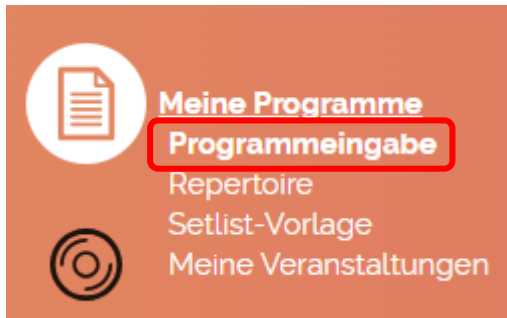 Meine Programme
Programmeingabe
Repertoire
Setlist-Vorlage
Meine Veranstaltungen